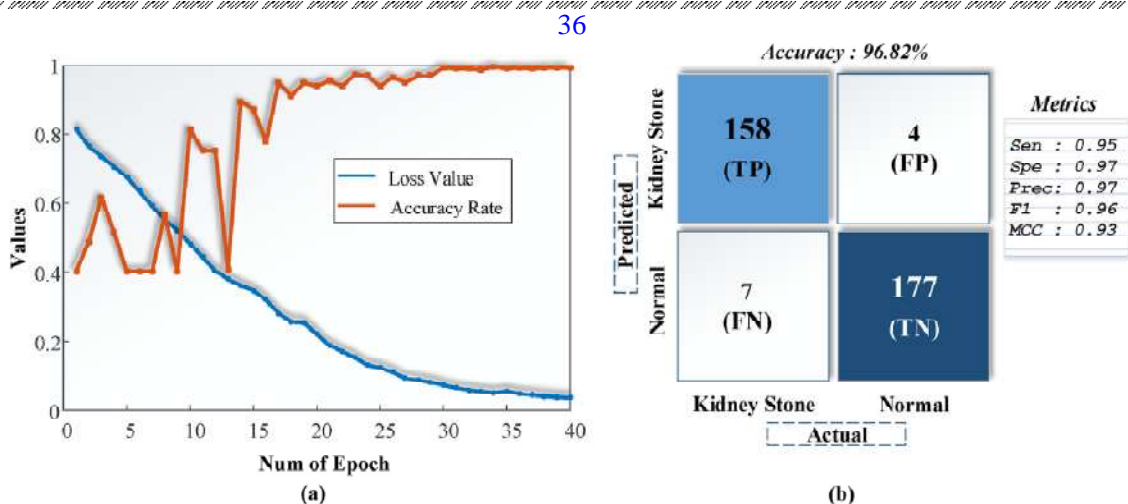 36
1
0.8
0.6
0.4
0.2
0
Values
0 5 10 15 20 25 30 35 40
Num of Epoch
Loss Value
Accuracy Rate
(a)
Accuracy : 96.82%
Predicted
Kidney Stone
Normal
158
(TP)
4
(FP)
7
(FN)
177
(TN)
Kidney Stone Normal
Actual
Metrics
Sen : 0.95
Spe : 0.97
Prec: 0.97
F1 : 0.96
MCC : 0.93
(b)